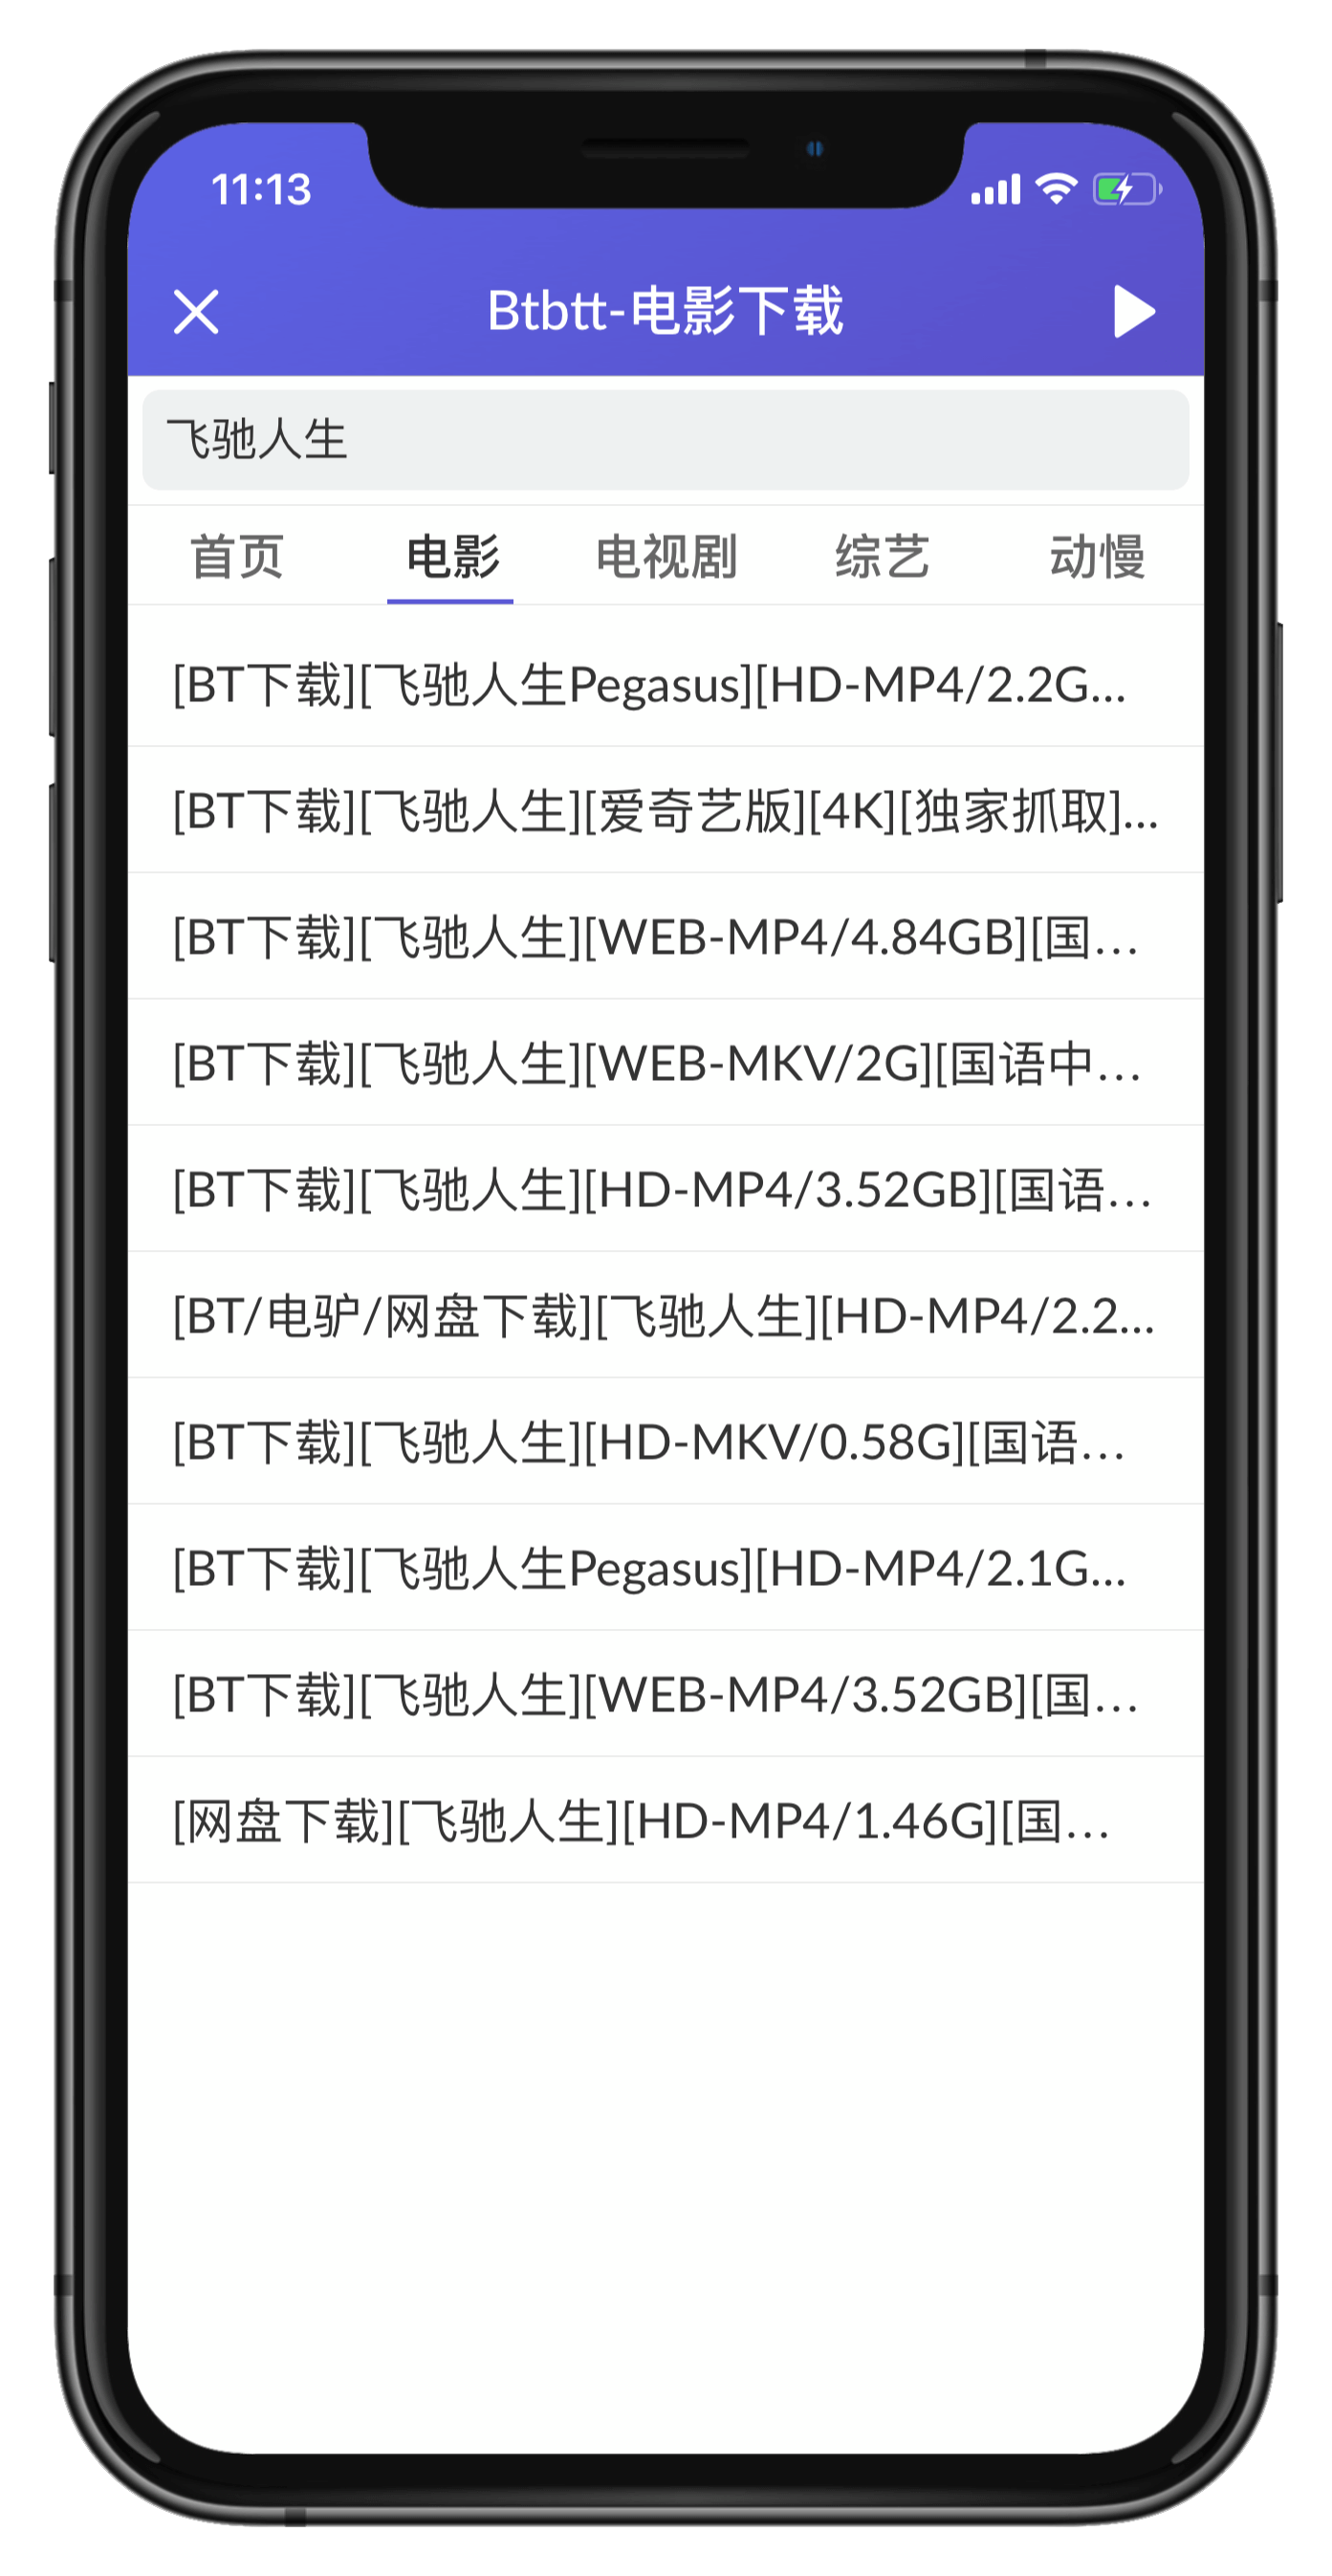 11:13
Btbtt-电影下载
飞驰人生
首页 电影 电视剧 综艺 动慢
[BT下载][飞驰人生Pegasus][HD-MP4/2.2G...
[BT下载][飞驰人生][爱奇艺版][4K][独家抓取]...
[BT下载][飞驰人生][WEB-MP4/4.84GB][国...
[BT下载][飞驰人生][WEB-MKV/2G][国语中...
[BT下载][飞驰人生][HD-MP4/3.52GB][国语...
[BT/电驴/网盘下载][飞驰人生][HD-MP4/2.2...
[BT下载][飞驰人生][HD-MKV/0.58G][国语...
[BT下载][飞驰人生Pegasus][HD-MP4/2.1G...
[BT下载][飞驰人生][WEB-MP4/3.52GB][国...
[网盘下载][飞驰人生][HD-MP4/1.46G][国...